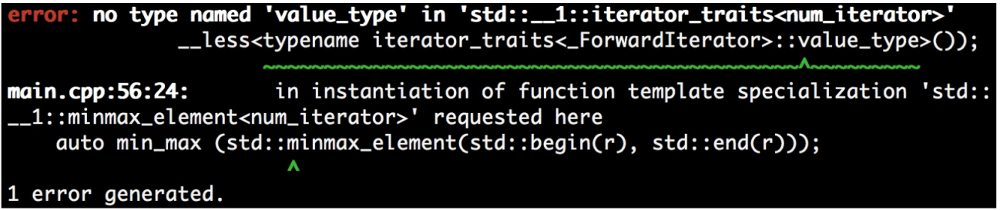 error: no type named 'value_type' in 'std::__1::iterator_traits<num_iterator>'
__less<typename iterator_traits<_ForwardIterator>::value_type>());
~~~~~~~~~~~~~~~~~~~~~~~~~~~~~~~~~~~~~~~~~~~~^~~~~~~~~~
main.cpp:56:24: in instantiation of function template specialization 'std::
__1::minmax_element<num_iterator>' requested here
auto min_max (std::minmax_element(std::begin(r), std::end(r)));
^
1 error generated.